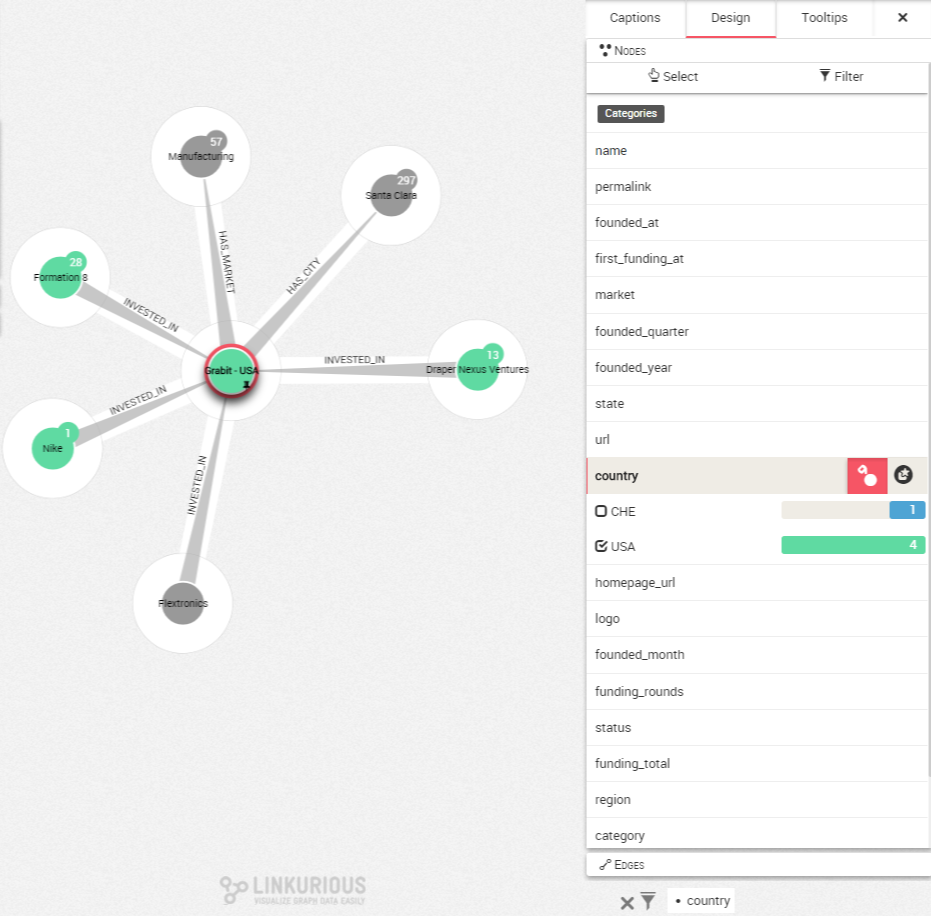 Captions
Design
Tooltips
NODES
Select
Filter
Categories
name
permalink
founded_at
first_funding_at
market
founded_quarter
founded_year
state
url
country
CHE
1
USA
4
homepage_url
logo
founded_month
funding_rounds
status
funding_total
region
category
EDGES
• country
57
Manufacturing
297
Santa Clara
28
Formation 8
HAS_MARKET
HAS_CITY
INVESTED_IN
INVESTED_IN
13
Draper Nexus Ventures
Grabit - USA
INVESTED_IN
1
Nike
INVESTED_IN
Flextronics
LINKURIOUS
VISUALIZE GRAPH DATA EASILY